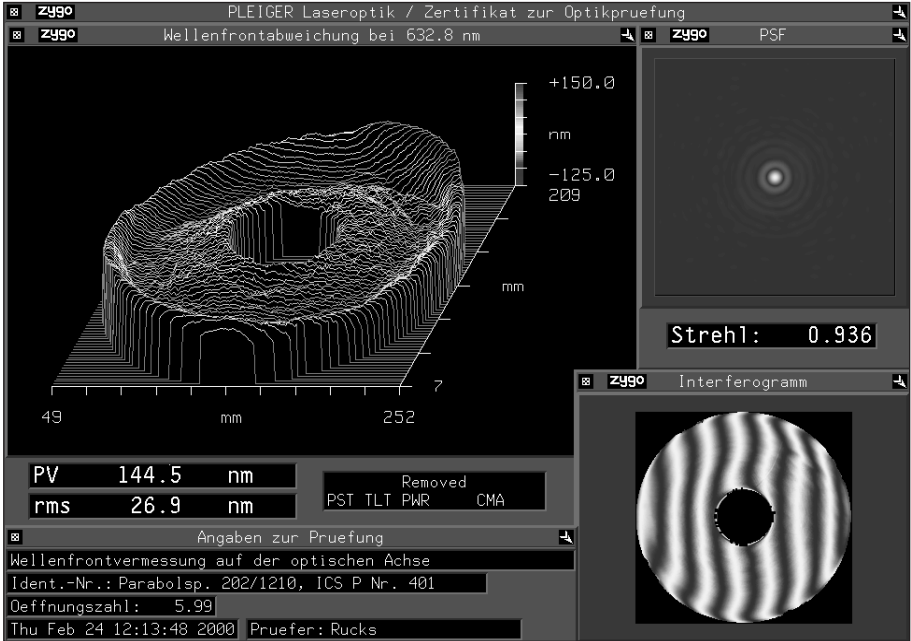 zygo PLEIGER Laseroptik / Zertifikat zur Optikpruefung
zygo Wellenfrontabweichung bei 632.8 nm
+150.0
nm
-125.0
209
mm
7
49
mm
252
PV 144.5 nm
rms 26.9 nm
Removed
PST TLT PWR CMA
zygo PSF
Strehl: 0.936
zygo Interferogramm
Angaben zur Pruefung
Wellenfrontvermessung auf der optischen Achse
Ident.-Nr.: Parabolsp. 202/1210, ICS P Nr. 401
Oeffnungszahl: 5.99
Thu Feb 24 12:13:48 2000 Pruefer: Rucks